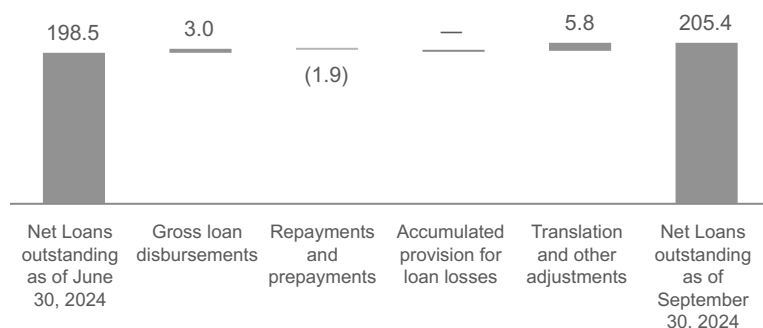 198.5
3.0
(1.9)
—
5.8
205.4
Net Loans
outstanding
as of June
30, 2024
Gross loan
disbursements
Repayments
and
prepayments
Accumulated
provision for
loan losses
Translation
and other
adjustments
Net Loans
outstanding
as of
September
30, 2024